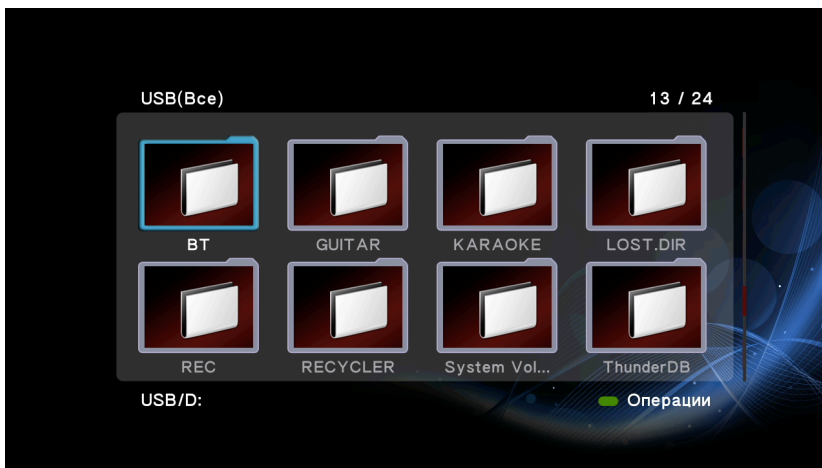 USB(Все) 13 / 24
BT GUITAR KARAOKE LOST.DIR
REC RECYCLER System Vol... ThunderDB
USB/D: Операции